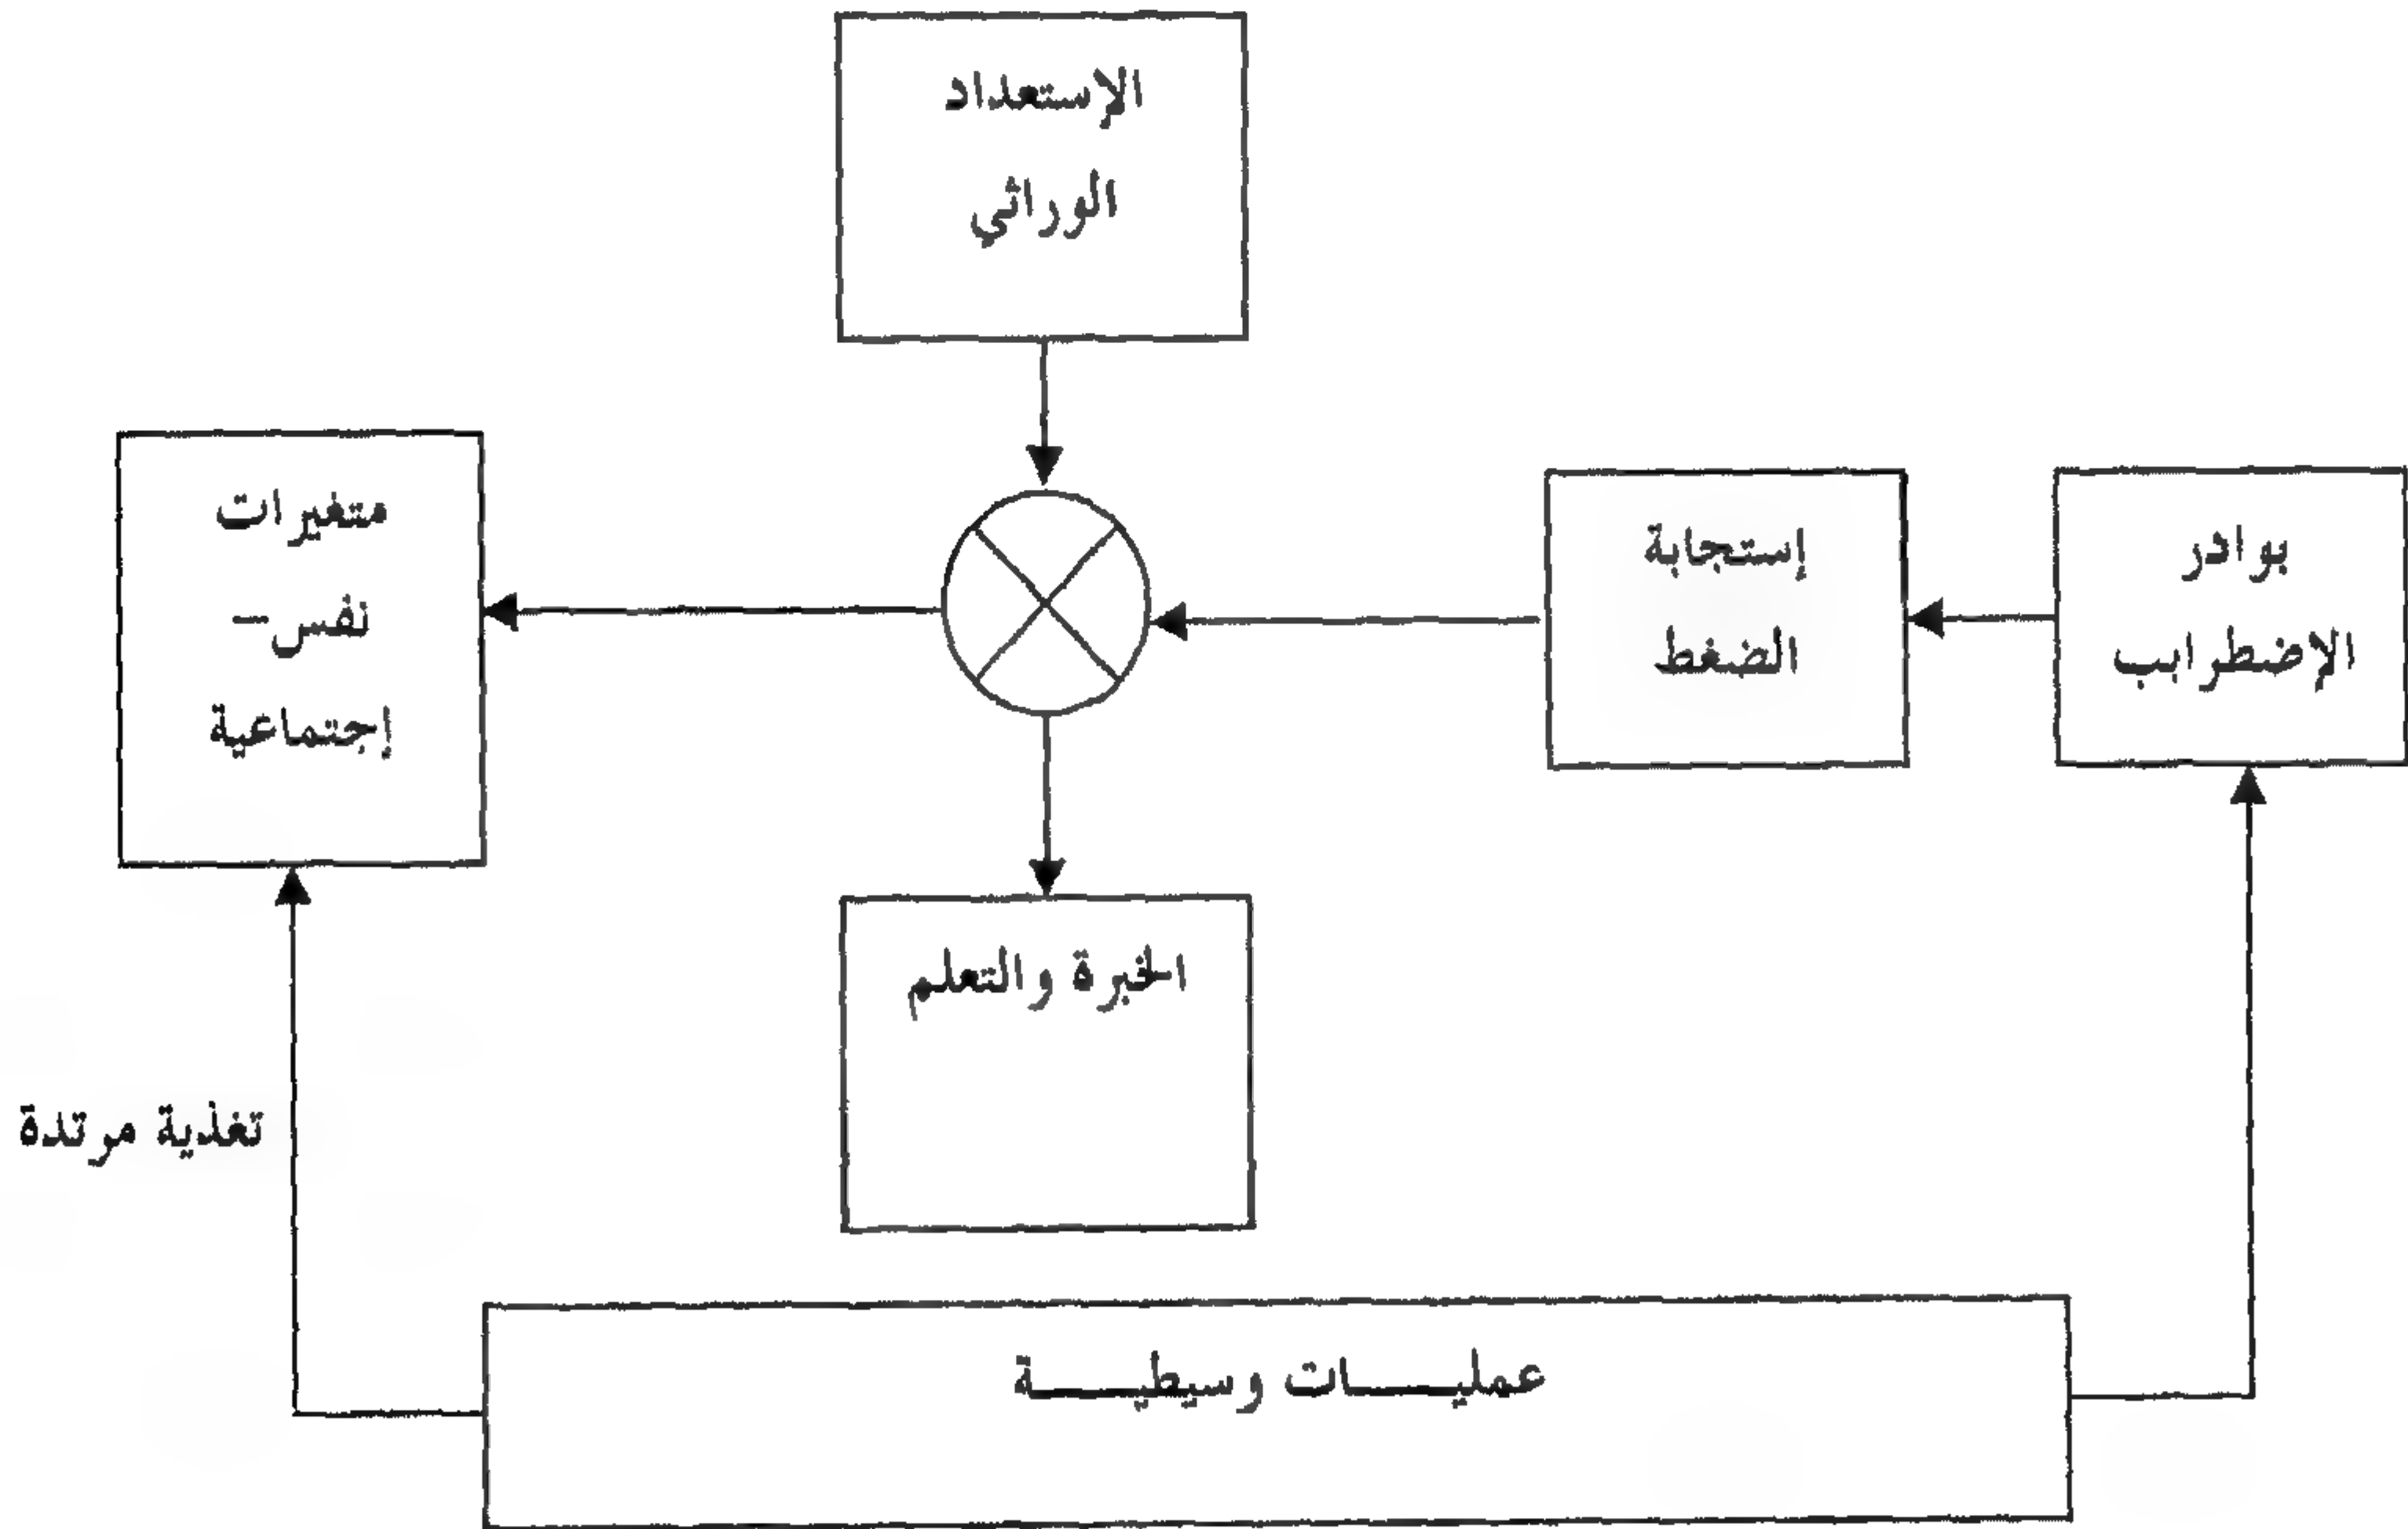 الإستعداد
الوراثي
بوادر
الإضطرابب
إستجابة
الضغط
متغيرات
نفس-
إجتماعية
الخبرة والتعلم
تغذية مرتدة
عمليـــات وسيطيـــة